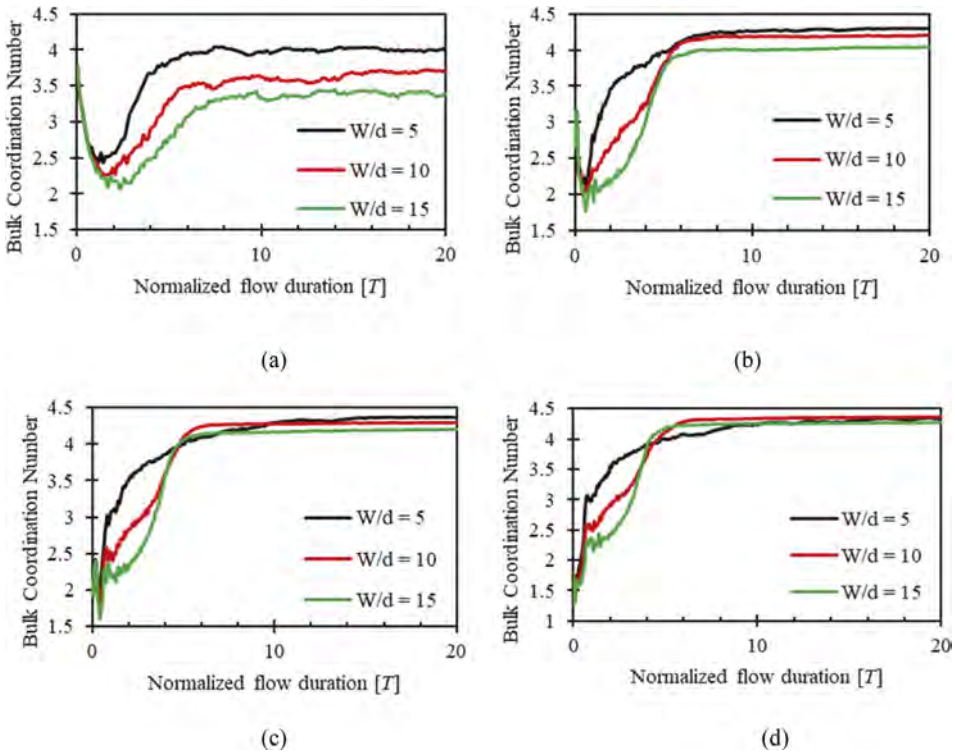 4.5
4
3.5
3
2.5
2
1.5
Bulk Coordination Number
W/d = 5
W/d = 10
W/d = 15
0
10
20
Normalized flow duration [T]
(a)
4.5
4
3.5
3
2.5
2
1.5
Bulk Coordination Number
W/d = 5
W/d = 10
W/d = 15
0
10
20
Normalized flow duration [T]
(b)
4.5
4
3.5
3
2.5
2
1.5
Bulk Coordination Number
W/d = 5
W/d = 10
W/d = 15
0
10
20
Normalized flow duration [T]
(c)
4.5
4
3.5
3
2.5
2
1.5
1
Bulk Coordination Number
W/d = 5
W/d = 10
W/d = 15
0
10
20
Normalized flow duration [T]
(d)